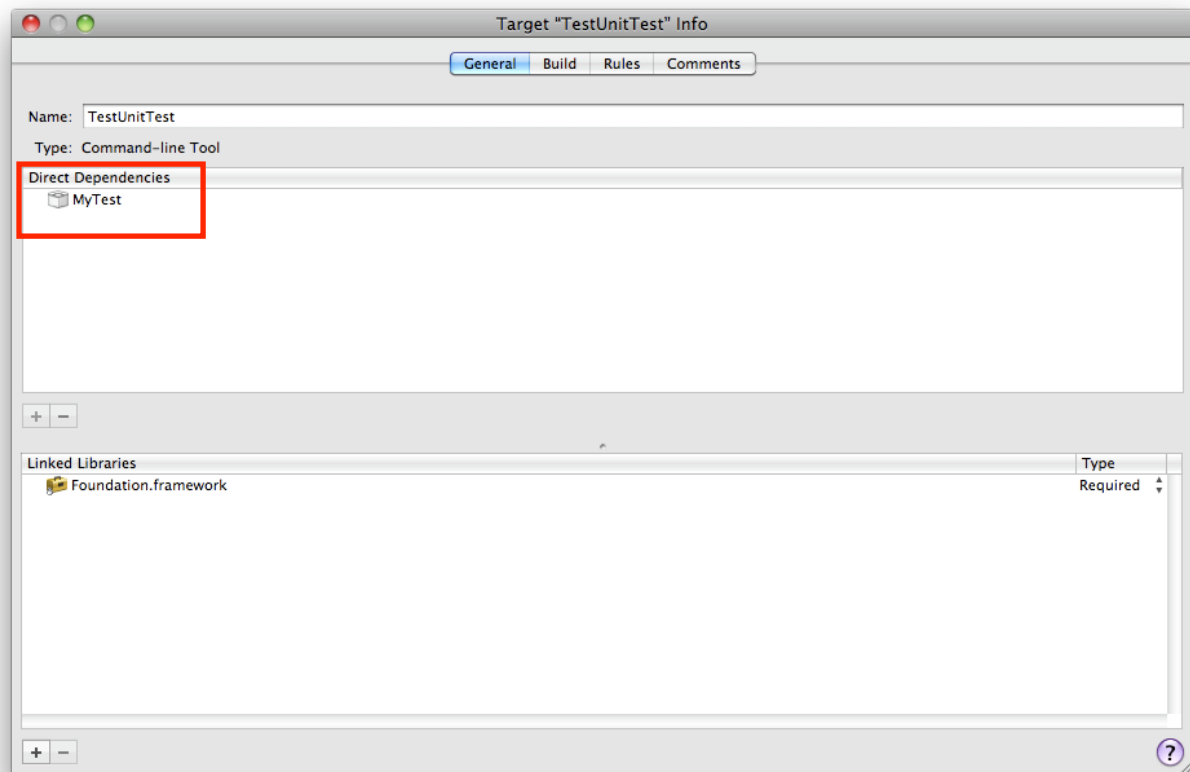 Target "TestUnitTest" Info
General Build Rules Comments
Name: TestUnitTest
Type: Command-line Tool
Direct Dependencies
MyTest
+ −
Linked Libraries Type
Foundation.framework Required
+ −
?